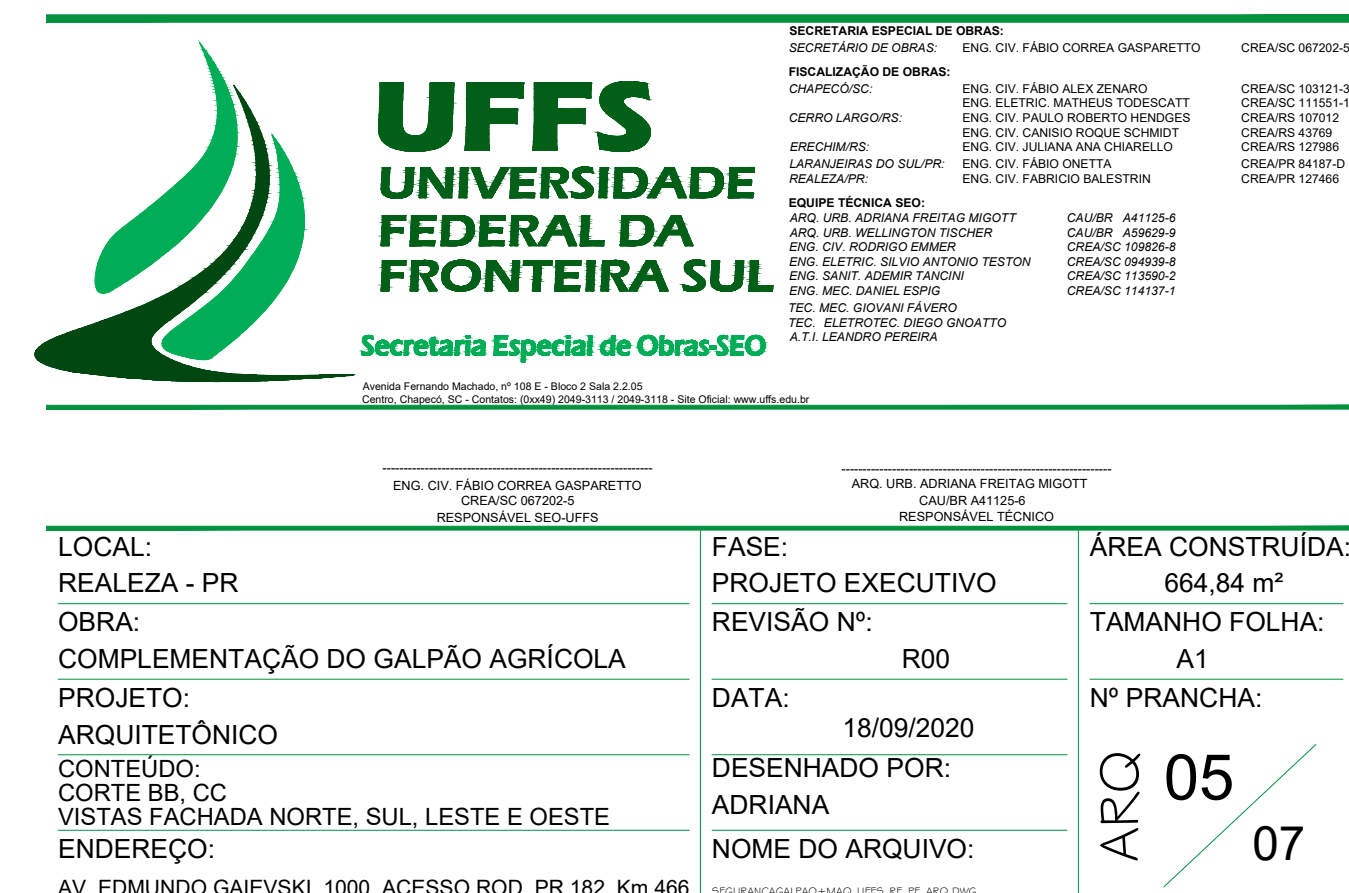 UFFS
UNIVERSIDADE
FEDERAL DA
FRONTEIRA SUL
Secretaria Especial de Obras-SEO
Avenida Fernando Machado, nº 108 E - Bloco 2 Sala 2.2.05
Centro, Chapecó, SC - Contatos: (0xx49) 2049-3113 / 2049-3118 - Site Oficial: www.uffs.edu.br
SECRETARIA ESPECIAL DE OBRAS:
SECRETÁRIO DE OBRAS: ENG. CIV. FÁBIO CORREA GASPARETTO CREA/SC 067202-5
FISCALIZAÇÃO DE OBRAS:
CHAPECÓ/SC: ENG. CIV. FÁBIO ALEX ZENARO CREA/SC 103121-3
ENG. ELETRIC. MATHEUS TODESCATT CREA/SC 111551-1
CERRO LARGO/RS: ENG. CIV. PAULO ROBERTO HENDGES CREA/RS 107012
ENG. CIV. CANISIO ROQUE SCHMIDT CREA/RS 43769
ERECHIM/RS: ENG. CIV. JULIANA ANA CHIARELLO CREA/RS 127986
LARANJEIRAS DO SUL/PR: ENG. CIV. FÁBIO ONETTA CREA/PR 84187-D
REALEZA/PR: ENG. CIV. FABRICIO BALESTRIN CREA/PR 127466
EQUIPE TÉCNICA SEO:
ARQ. URB. ADRIANA FREITAG MIGOTT CAU/BR A41125-6
ARQ. URB. WELLINGTON TISCHER CAU/BR A59629-9
ENG. CIV. RODRIGO EMMER CREA/SC 109826-8
ENG. ELETRIC. SILVIO ANTONIO TESTON CREA/SC 094939-8
ENG. SANIT. ADEMIR TANCINI CREA/SC 113590-2
ENG. MEC. DANIEL ESPIG CREA/SC 114137-1
TEC. MEC. GIOVANI FÁVERO
TEC. ELETROTEC. DIEGO GNOATTO
A.T.I. LEANDRO PEREIRA
ENG. CIV. FÁBIO CORREA GASPARETTO
CREA/SC 067202-5
RESPONSÁVEL SEO-UFFS
ARQ. URB. ADRIANA FREITAG MIGOTT
CAU/BR A41125-6
RESPONSÁVEL TÉCNICO
LOCAL:
REALEZA - PR
OBRA:
COMPLEMENTAÇÃO DO GALPÃO AGRÍCOLA
PROJETO:
ARQUITETÔNICO
CONTEÚDO:
CORTE BB, CC
VISTAS FACHADA NORTE, SUL, LESTE E OESTE
ENDEREÇO:
AV. EDMUNDO GAIEVSKI, 1000, ACESSO ROD. PR 182, Km 466
FASE:
PROJETO EXECUTIVO
REVISÃO Nº:
R00
DATA:
18/09/2020
DESENHADO POR:
ADRIANA
NOME DO ARQUIVO:
SEGURANCAGALPAO+MAQ_UFFS_RE_PE_ARQ.DWG
ÁREA CONSTRUÍDA:
664,84 m²
TAMANHO FOLHA:
A1
Nº PRANCHA:
ARQ 05
07